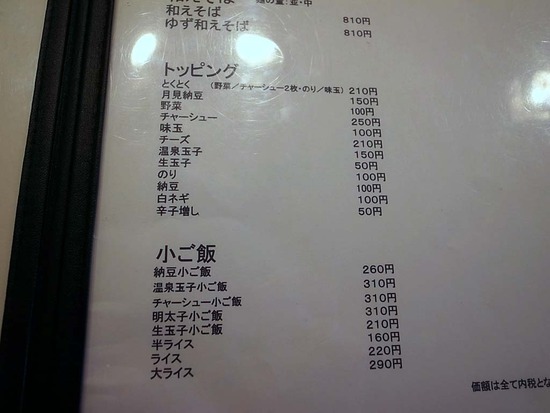 和えそば 麺の量:並・中
和えそば 810円
ゆず和えそば 810円
トッピング
とくとく (野菜/チャーシュー2枚・のり/味玉) 210円
月見納豆 150円
野菜 100円
チャーシュー 250円
味玉 100円
チーズ 210円
温泉玉子 150円
生玉子 50円
のり 100円
納豆 100円
白ネギ 100円
辛子増し 50円
小ご飯
納豆小ご飯 260円
温泉玉子小ご飯 310円
チャーシュー小ご飯 310円
明太子小ご飯 310円
生玉子小ご飯 210円
半ライス 160円
ライス 220円
大ライス 290円
価額は全て内税とな